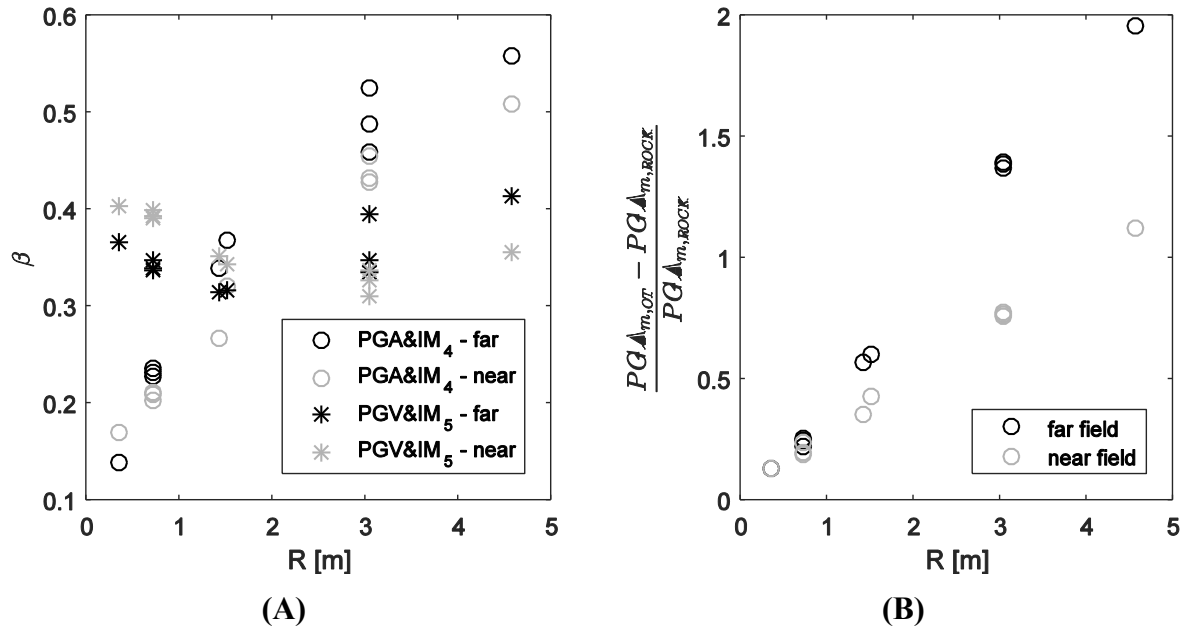 0.6
0.5
0.4
0.3
0.2
0.1
β
0 1 2 3 4 5
R [m]
PGA&IM4 - far
PGA&IM4 - near
PGV&IM5 - far
PGV&IM5 - near
(A)
2
1.5
1
0.5
0
PGAm,OT − PGAm,ROCK
PGAm,ROCK
0 1 2 3 4 5
R [m]
far field
near field
(B)